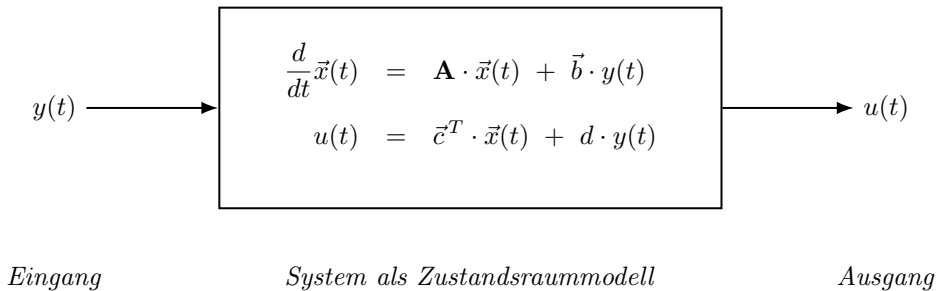 d/dt x⃗(t) = A · x⃗(t) + b⃗ · y(t)
y(t)
u(t)
u(t) = c⃗ᵀ · x⃗(t) + d · y(t)
Eingang System als Zustandsraummodell Ausgang